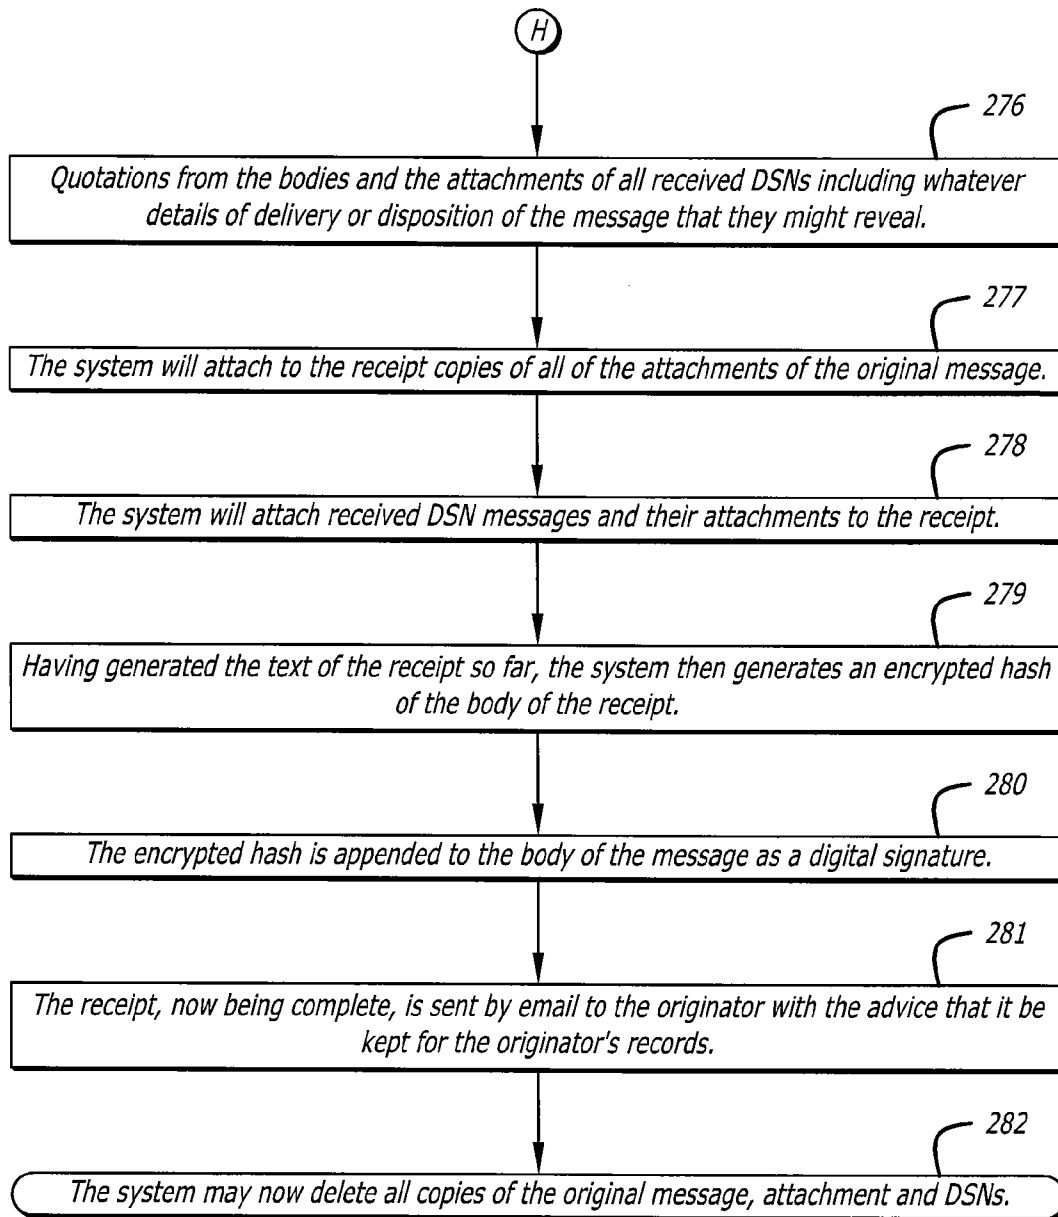 H
276
Quotations from the bodies and the attachments of all received DSNs including whatever
details of delivery or disposition of the message that they might reveal.
277
The system will attach to the receipt copies of all of the attachments of the original message.
278
The system will attach received DSN messages and their attachments to the receipt.
279
Having generated the text of the receipt so far, the system then generates an encrypted hash
of the body of the receipt.
280
The encrypted hash is appended to the body of the message as a digital signature.
281
The receipt, now being complete, is sent by email to the originator with the advice that it be
kept for the originator's records.
282
The system may now delete all copies of the original message, attachment and DSNs.